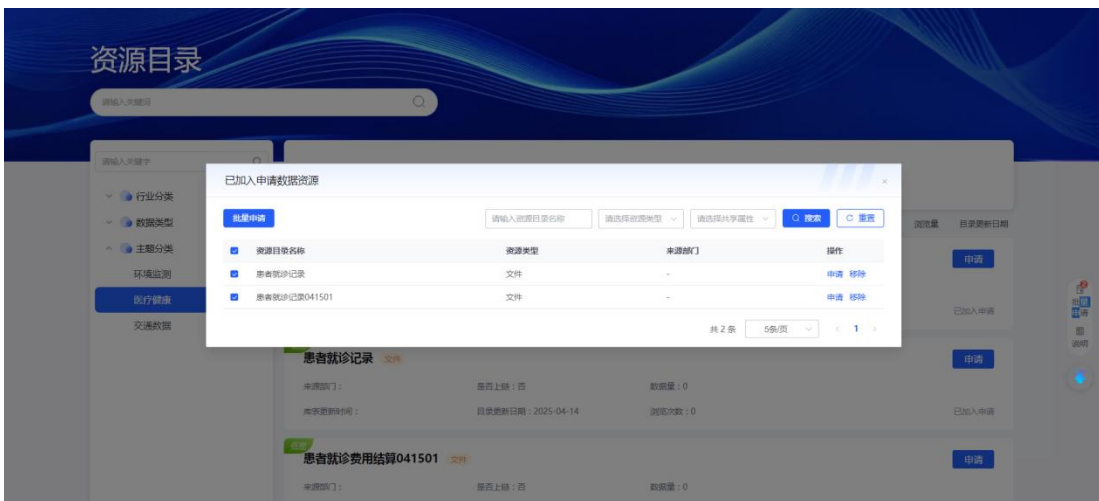 资源目录
请输入关键词
请输入关键字
行业分类
数据类型
主题分类
环境监测
医疗健康
交通数据
浏览量 目录更新日期
申请
已加入申请
已加入申请数据资源 ×
批量申请 请输入资源目录名称 请选择资源类型 请选择共享属性 搜索 重置
资源目录名称 资源类型 来源部门 操作
患者就诊记录 文件 - 申请 移除
患者就诊记录041501 文件 - 申请 移除
共 2 条 5条/页 < 1 >
患者就诊记录 文件 申请
来源部门： 是否上链：否 数据量：0
库表更新时间： 目录更新日期：2025-04-14 浏览次数：0 已加入申请
患者就诊费用结算041501 文件 申请
来源部门： 是否上链：否 数据量：0
2
批量
申请
说明